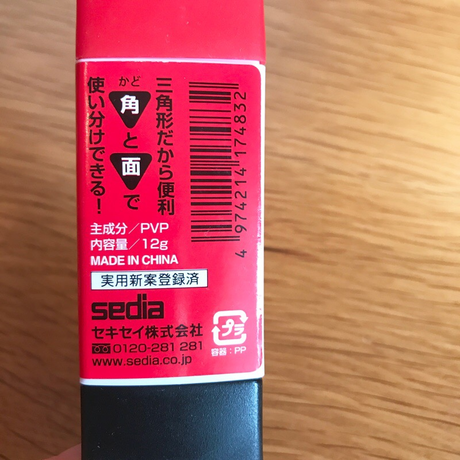 三角形だから便利
かど
角と面で
使い分けできる!
4974214174832
主成分/PVP
内容量/12g
MADE IN CHINA
実用新案登録済
sedia
セキセイ株式会社
0120-281 281
www.sedia.co.jp
プラ
容器:PP